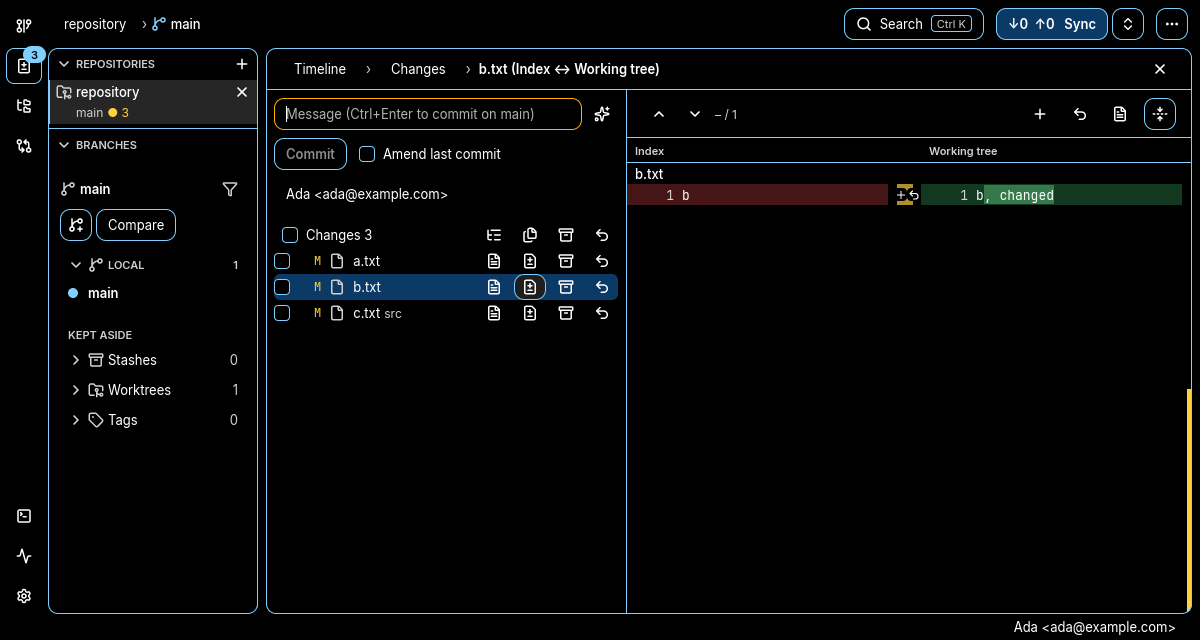 repository › main
Search Ctrl K
↓0 ↑0 Sync
3
REPOSITORIES
repository
main 3
BRANCHES
main
Compare
LOCAL 1
main
KEPT ASIDE
Stashes 0
Worktrees 1
Tags 0
Timeline › Changes › b.txt (Index ↔ Working tree)
Message (Ctrl+Enter to commit on main)
Commit
Amend last commit
Ada <ada@example.com>
Changes 3
M a.txt
M b.txt
M c.txt src
– / 1
Index
Working tree
b.txt
1 b
1 b, changed
Ada <ada@example.com>